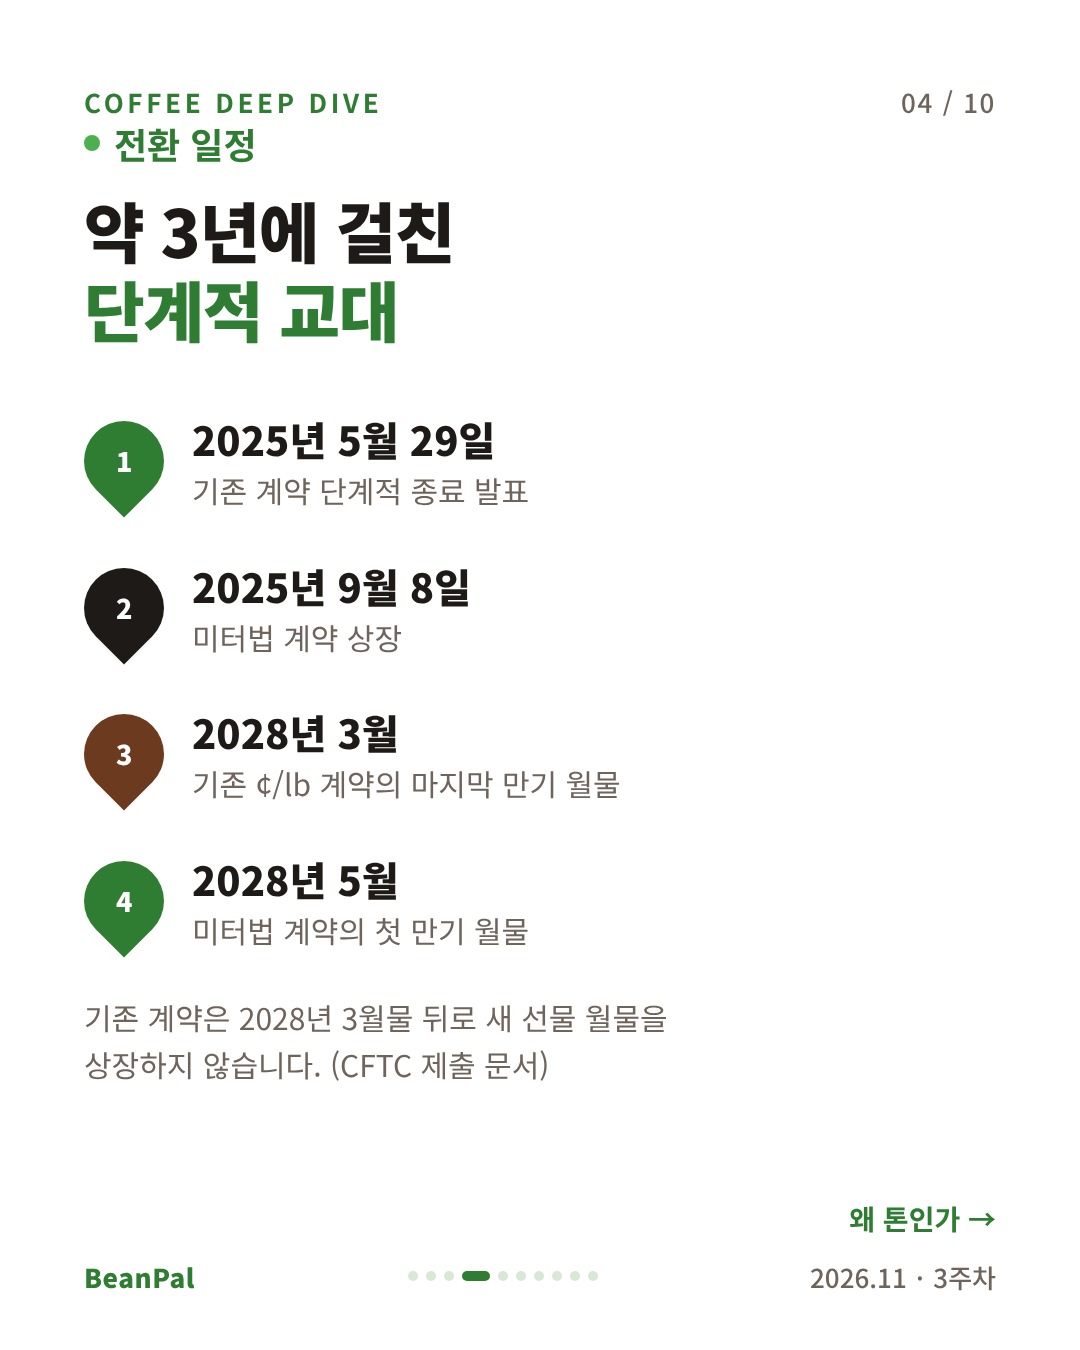 COFFEE DEEP DIVE
04 / 10
전환 일정
약 3년에 걸친
단계적 교대
1
2025년 5월 29일
기존 계약 단계적 종료 발표
2
2025년 9월 8일
미터법 계약 상장
3
2028년 3월
기존 ¢/lb 계약의 마지막 만기 월물
4
2028년 5월
미터법 계약의 첫 만기 월물
기존 계약은 2028년 3월물 뒤로 새 선물 월물을
상장하지 않습니다. (CFTC 제출 문서)
왜 톤인가 →
BeanPal
2026.11 · 3주차